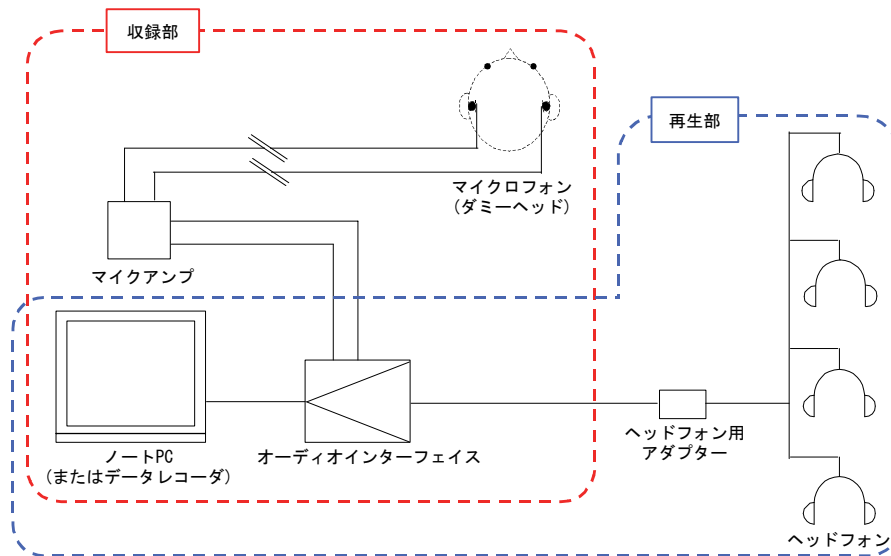 収録部
再生部
マイクロフォン
(ダミーヘッド)
マイクアンプ
ノートPC
(またはデータレコーダ)
オーディオインターフェイス
ヘッドフォン用
アダプター
ヘッドフォン